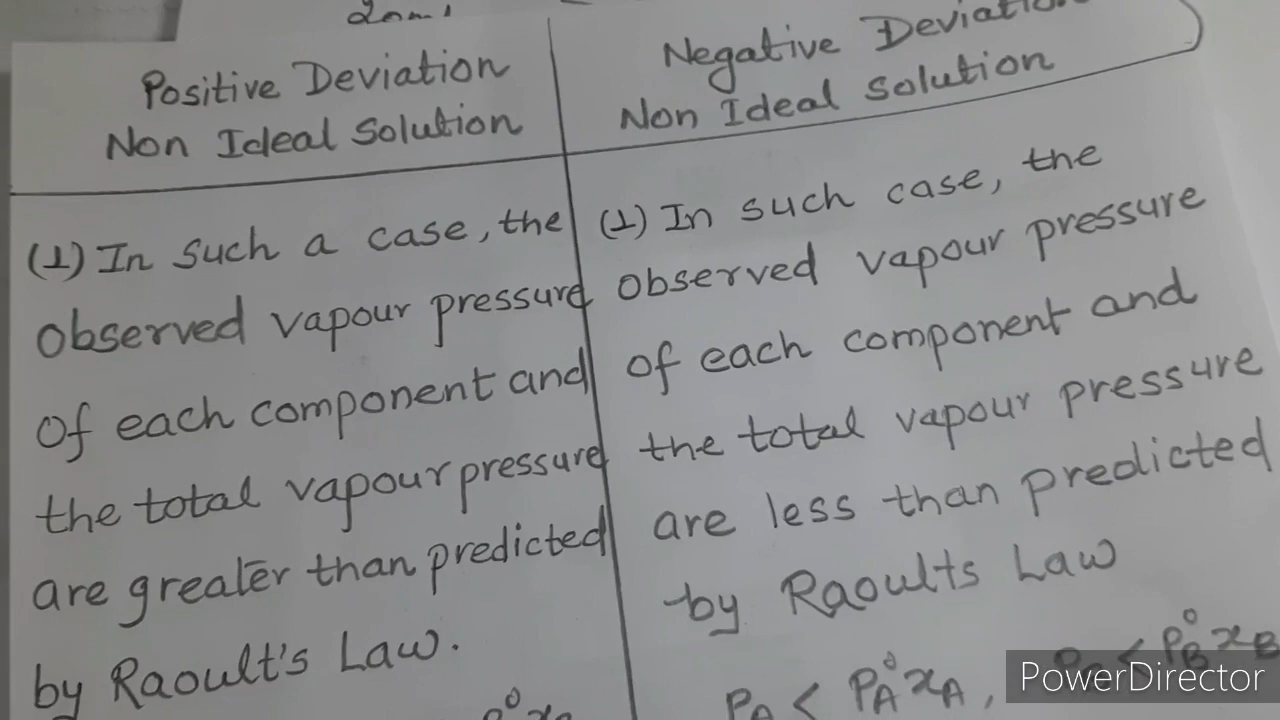 Positive Deviation
Non Ideal Solution
(1) In such a case, the
observed vapour pressure
of each component and
the total vapour pressure
are greater than predicted
by Raoult's Law.
Negative Deviation
Non Ideal Solution
(1) In such case, the
observed vapour pressure
of each component and
the total vapour pressure
are less than predicted
by Raoults Law
PA < P°A xA, < P°B xB
PowerDirector